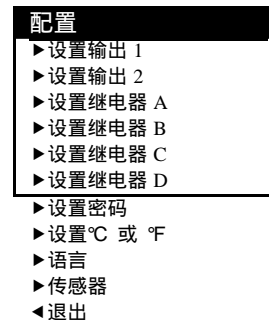 配置
▶设置输出 1
▶设置输出 2
▶设置继电器 A
▶设置继电器 B
▶设置继电器 C
▶设置继电器 D
▶设置密码
▶设置℃ 或 ℉
▶语言
▶传感器
◀退出